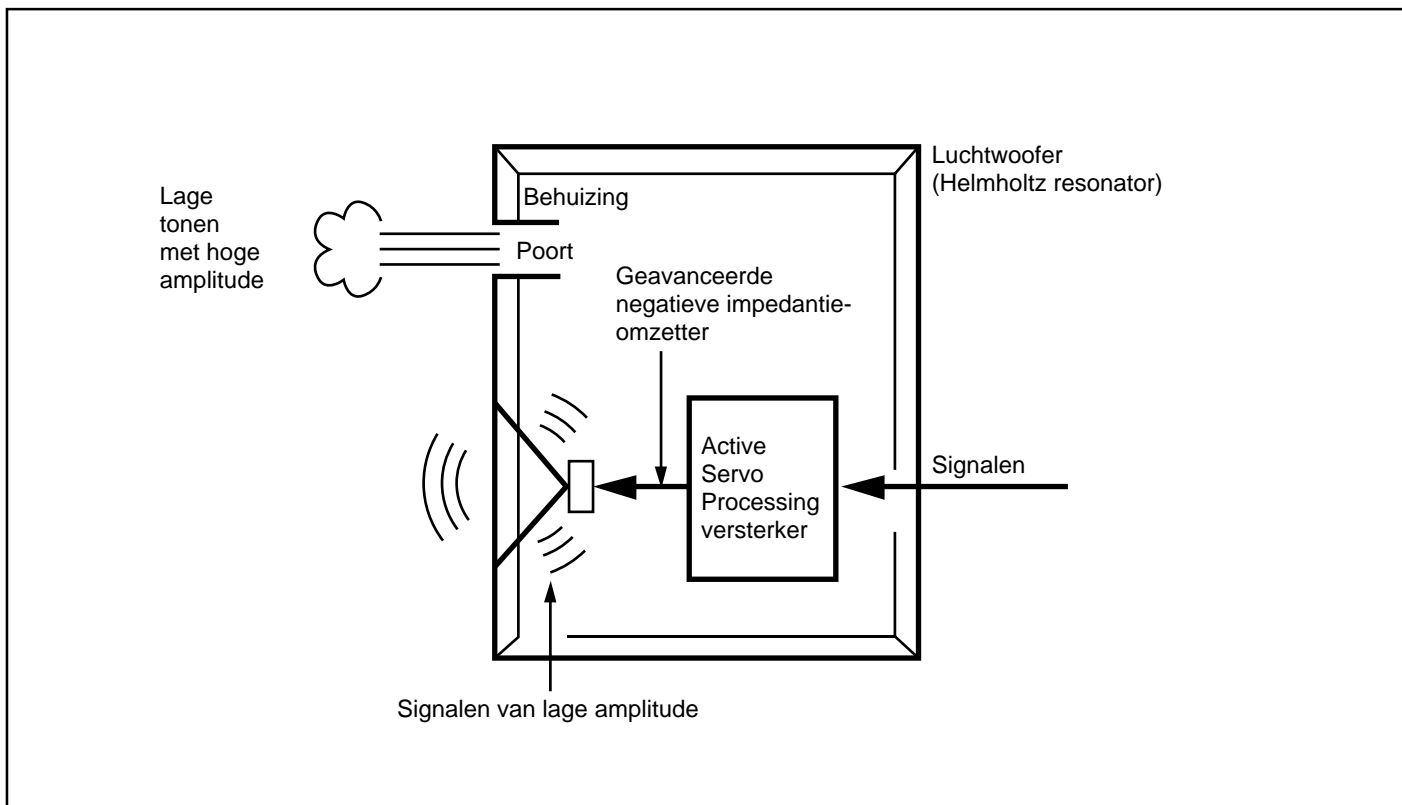 Luchtwoofer
(Helmholtz resonator)
Lage
tonen
met hoge
amplitude
Behuizing
Poort
Geavanceerde
negatieve impedantie-
omzetter
Active
Servo
Processing
versterker
Signalen
Signalen van lage amplitude